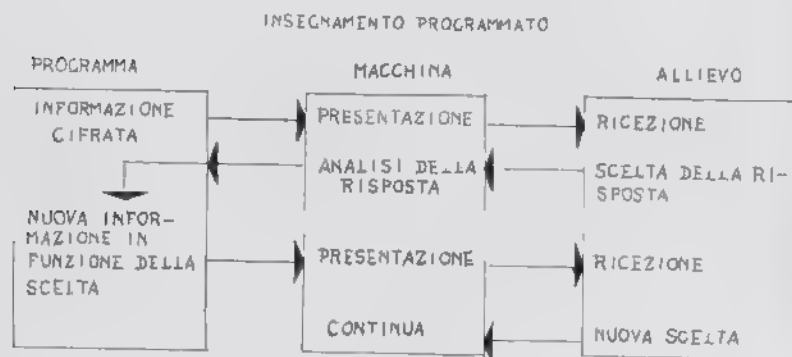 INSEGNAMENTO PROGRAMMATO
PROGRAMMA
MACCHINA
ALLIEVO
INFORMAZIONE
CIFRATA
PRESENTAZIONE
RICEZIONE
ANALISI DELLA
RISPOSTA
SCELTA DELLA RI-
SPOSTA
NUOVA INFOR-
MAZIONE IN
FUNZIONE DELLA
SCELTA
PRESENTAZIONE
RICEZIONE
CONTINUA
NUOVA SCELTA